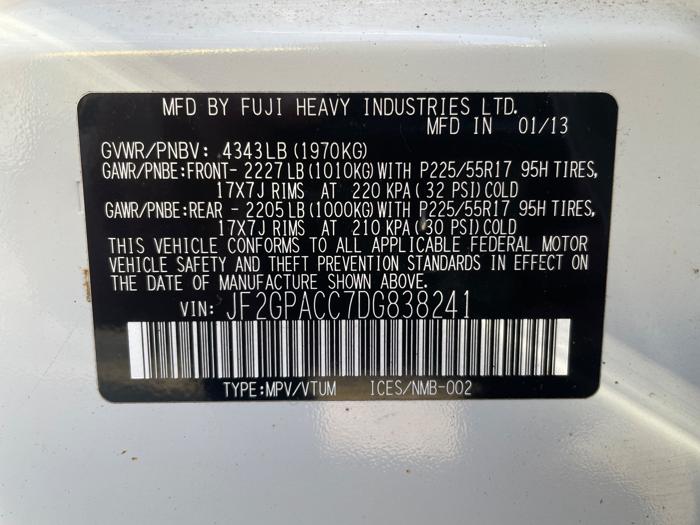 MFD BY FUJI HEAVY INDUSTRIES LTD.
MFD IN 01/13
GVWR/PNBV: 4343LB(1970KG)
GAWR/PNBE:FRONT- 2227LB(1010KG)WITH P225/55R17 95H TIRES,
17X7J RIMS AT 220 KPA( 32 PSI)COLD
GAWR/PNBE:REAR - 2205LB(1000KG)WITH P225/55R17 95H TIRES,
17X7J RIMS AT 210 KPA( 30 PSI)COLD
THIS VEHICLE CONFORMS TO ALL APPLICABLE FEDERAL MOTOR
VEHICLE SAFETY AND THEFT PREVENTION STANDARDS IN EFFECT ON
THE DATE OF MANUFACTURE SHOWN ABOVE.
VIN: JF2GPACC7DG838241
TYPE:MPV/VTUM ICES/NMB-002